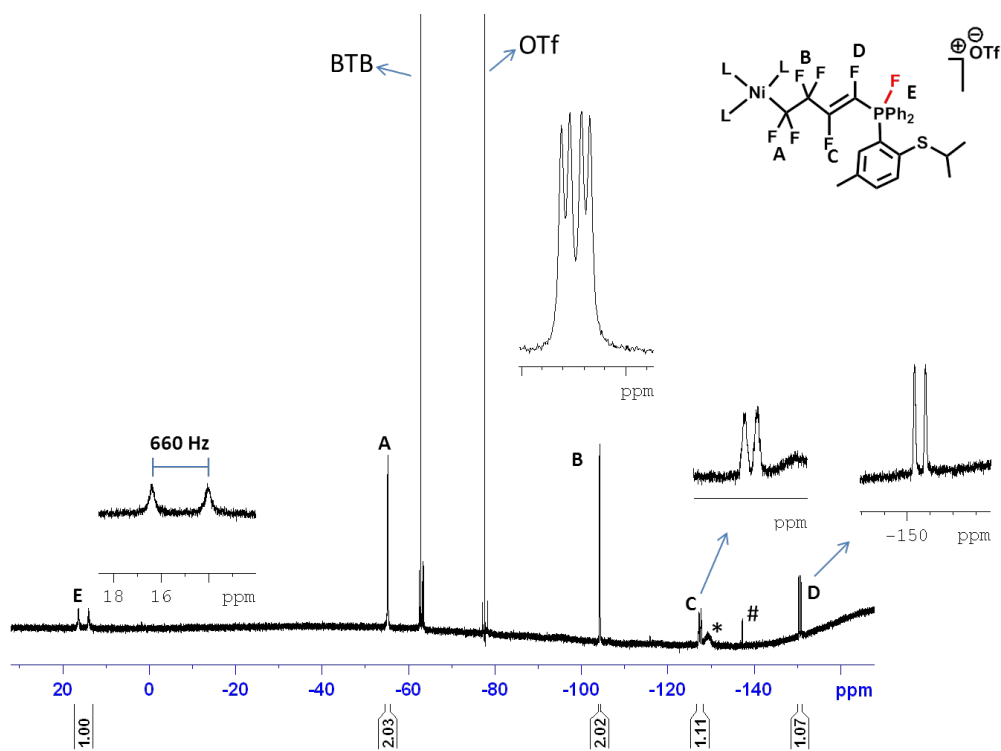 BTB
OTf
B
D
L
L
F
F
F
F
E
Ni
P
Ph2
L
F
F
F
S
A
C
⊕ ⊖
OTf
ppm
660 Hz
A
B
18
16
ppm
ppm
-150
ppm
E
C
*
#
D
20
0
-20
-40
-60
-80
-100
-120
-140
ppm
1.00
2.03
2.02
1.11
1.07